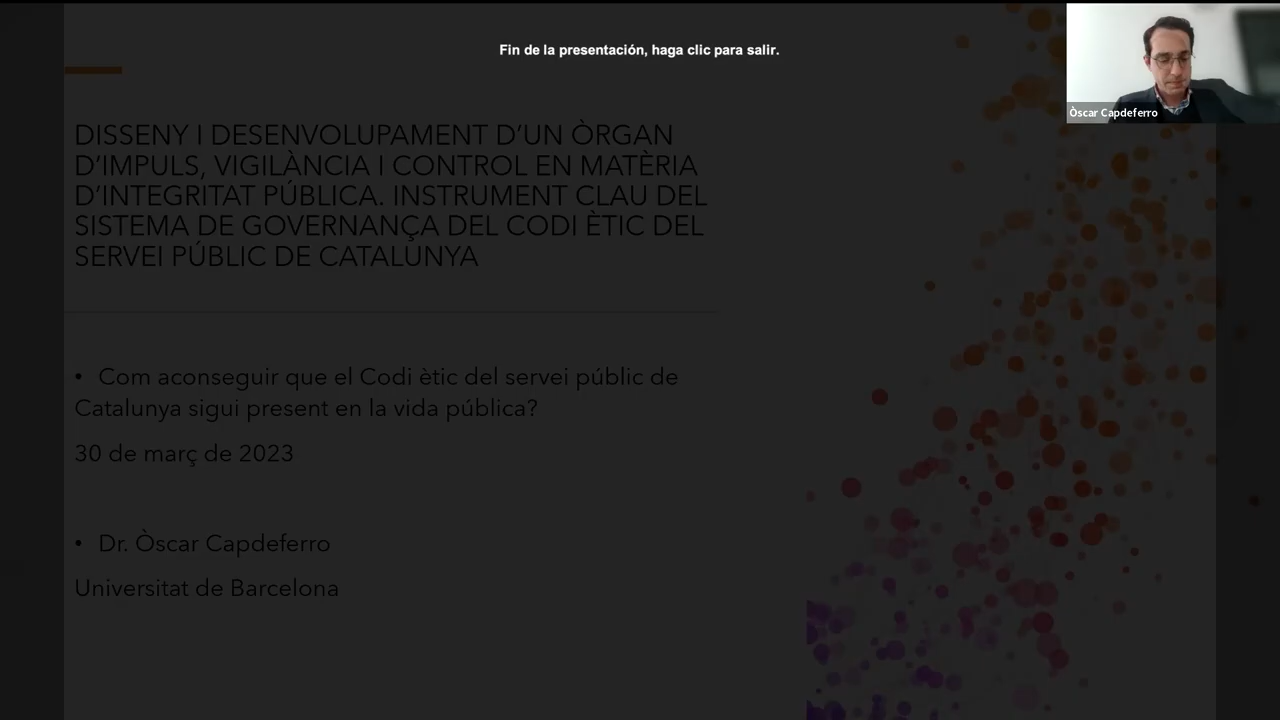 Fin de la presentación, haga clic para salir.
Òscar Capdeferro
DISSENY I DESENVOLUPAMENT D’UN ÒRGAN
D’IMPULS, VIGILÀNCIA I CONTROL EN MATÈRIA
D’INTEGRITAT PÚBLICA. INSTRUMENT CLAU DEL
SISTEMA DE GOVERNANÇA DEL CODI ÈTIC DEL
SERVEI PÚBLIC DE CATALUNYA
• Com aconseguir que el Codi ètic del servei públic de
Catalunya sigui present en la vida pública?
30 de març de 2023
• Dr. Òscar Capdeferro
Universitat de Barcelona